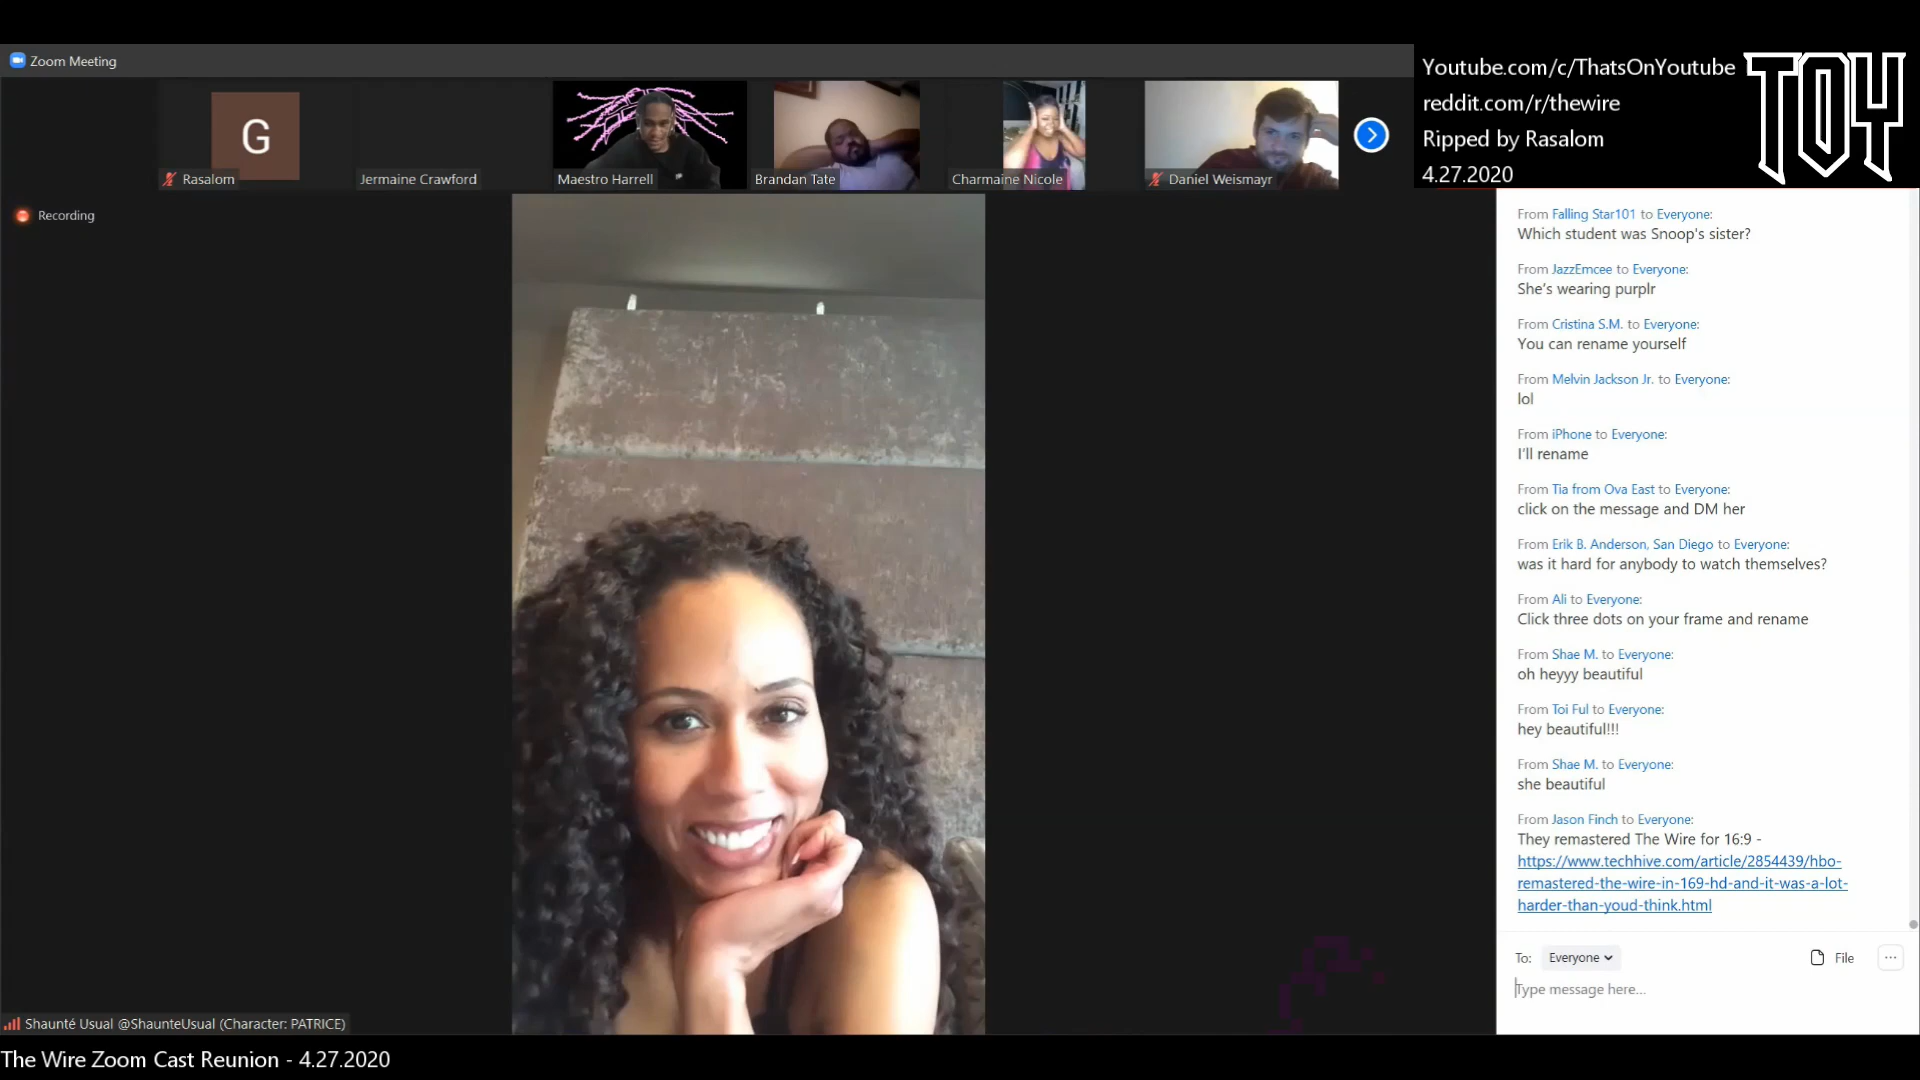 Zoom Meeting
Youtube.com/c/ThatsOnYoutube
reddit.com/r/thewire
Ripped by Rasalom
4.27.2020
TOY
G
Rasalom
Jermaine Crawford
Maestro Harrell
Brandan Tate
Charmaine Nicole
Daniel Weismayr
Recording
From Falling Star101 to Everyone:
Which student was Snoop's sister?
From JazzEmcee to Everyone:
She's wearing purplr
From Cristina S.M. to Everyone:
You can rename yourself
From Melvin Jackson Jr. to Everyone:
lol
From iPhone to Everyone:
I'll rename
From Tia from Ova East to Everyone:
click on the message and DM her
From Erik B. Anderson, San Diego to Everyone:
was it hard for anybody to watch themselves?
From Ali to Everyone:
Click three dots on your frame and rename
From Shae M. to Everyone:
oh heyyy beautiful
From Toi Ful to Everyone:
hey beautiful!!!
From Shae M. to Everyone:
she beautiful
From Jason Finch to Everyone:
They remastered The Wire for 16:9 -
https://www.techhive.com/article/2854439/hbo-
remastered-the-wire-in-169-hd-and-it-was-a-lot-
harder-than-youd-think.html
To: Everyone
File
...
Type message here...
Shaunté Usual @ShaunteUsual (Character: PATRICE)
The Wire Zoom Cast Reunion - 4.27.2020